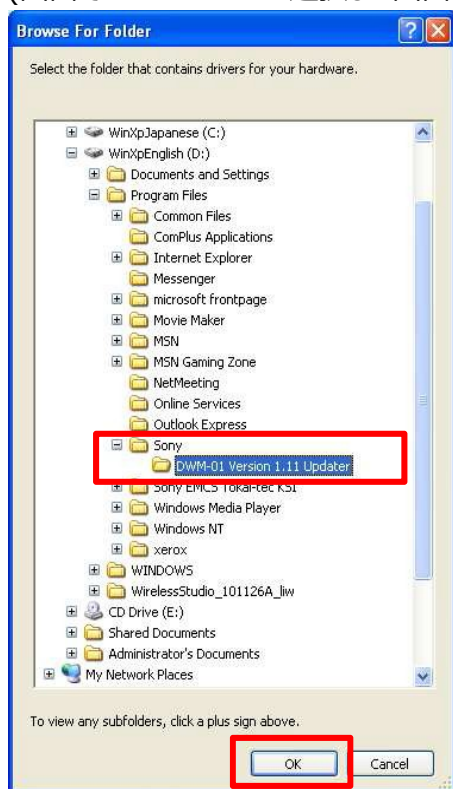 Browse For Folder
Select the folder that contains drivers for your hardware.
WinXpJapanese (C:)
WinXpEnglish (D:)
Documents and Settings
Program Files
Common Files
ComPlus Applications
Internet Explorer
Messenger
microsoft frontpage
Movie Maker
MSN
MSN Gaming Zone
NetMeeting
Online Services
Outlook Express
Sony
DWM-01 Version 1.11 Updater
Sony EMCS Tokai-tec KSI
Windows Media Player
Windows NT
xerox
WINDOWS
WirelessStudio_101126A_liw
CD Drive (E:)
Shared Documents
Administrator's Documents
My Network Places
To view any subfolders, click a plus sign above.
OK
Cancel